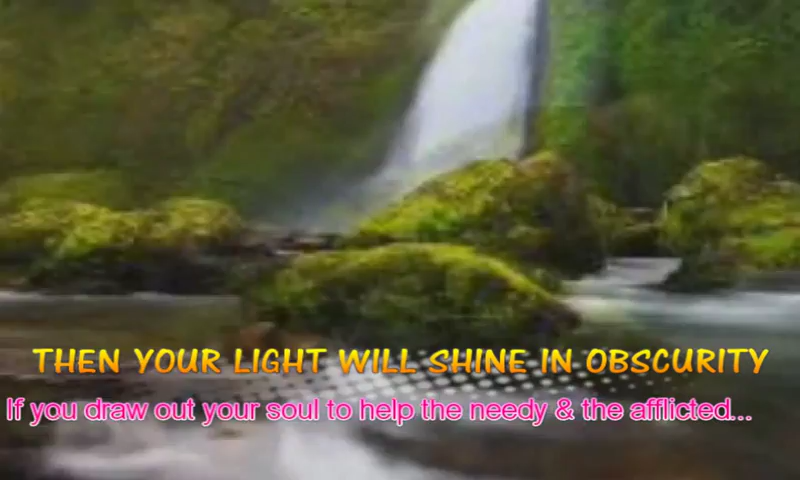 THEN YOUR LIGHT WILL SHINE IN OBSCURITY
If you draw out your soul to help the needy & the afflicted...